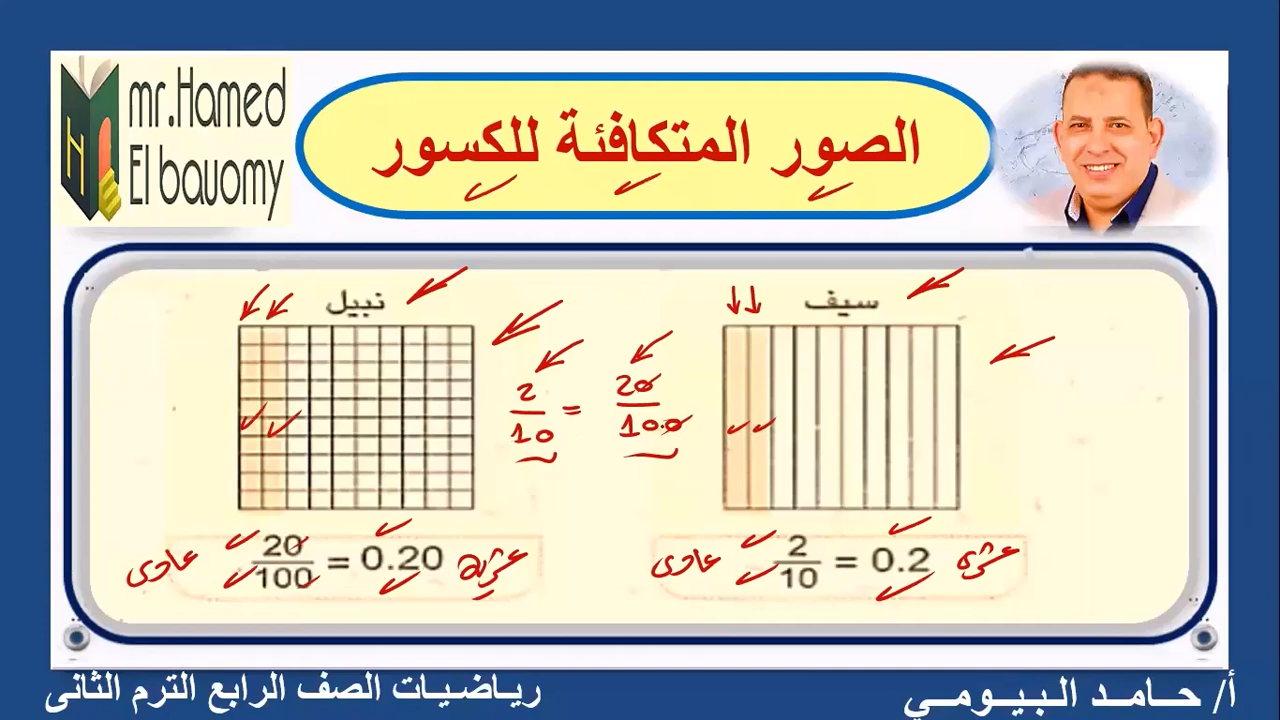 mr.Hamed
El bauomy
الصور المتكافئة للكسور
سيف
نبيل
2/10 = 20/100
عادى 2/10 = 0.2 عشرى
عادى 20/100 = 0.20 عشرية
أ/ حامد البيومي
رياضيات الصف الرابع الترم الثانى